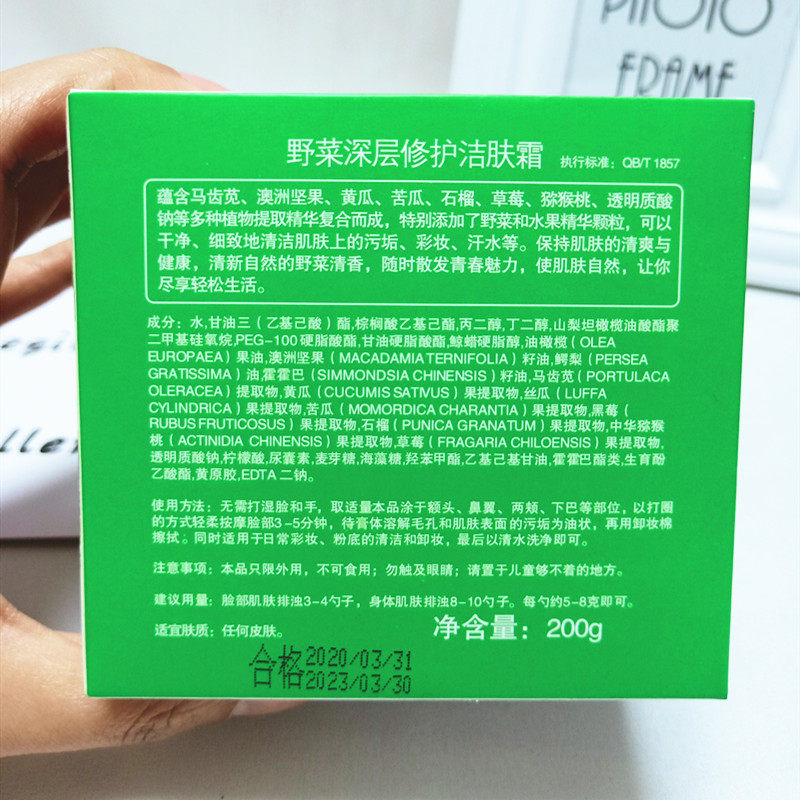 PHOTO
FRAME
野菜深层修护洁肤霜 执行标准：QB/T 1857
蕴含马齿苋、澳洲坚果、黄瓜、苦瓜、石榴、草莓、猕猴桃、透明质酸
钠等多种植物提取精华复合而成，特别添加了野菜和水果精华颗粒，可以
干净、细致地清洁肌肤上的污垢、彩妆、汗水等。保持肌肤的清爽与
健康，清新自然的野菜清香，随时散发青春魅力，使肌肤自然，让你
尽享轻松生活。
成分：水,甘油三（乙基己酸）酯,棕榈酸乙基己酯,丙二醇,丁二醇,山梨坦橄榄油酸酯聚
二甲基硅氧烷,PEG-100硬脂酸酯,甘油硬脂酸酯,鲸蜡硬脂醇,油橄榄（OLEA
EUROPAEA）果油,澳洲坚果（MACADAMIA TERNIFOLIA）籽油,鳄梨（PERSEA
GRATISSIMA）油,霍霍巴（SIMMONDSIA CHINENSIS）籽油,马齿苋（PORTULACA
OLERACEA）提取物,黄瓜（CUCUMIS SATIVUS）果提取物,丝瓜（LUFFA
CYLINDRICA）果提取物,苦瓜（MOMORDICA CHARANTIA）果提取物,黑莓（
RUBUS FRUTICOSUS）果提取物,石榴（PUNICA GRANATUM）果提取物,中华猕猴
桃（ACTINIDIA CHINENSIS）果提取物,草莓（FRAGARIA CHILOENSIS）果提取物,
透明质酸钠,柠檬酸,尿囊素,麦芽糖,海藻糖,羟苯甲酯,乙基己基甘油,霍霍巴酯类,生育酚
乙酸酯,黄原胶,EDTA 二钠。
使用方法：无需打湿脸和手，取适量本品涂于额头、鼻翼、两颊、下巴等部位，以打圈
的方式轻柔按摩脸部3-5分钟，待膏体溶解毛孔和肌肤表面的污垢为油状，再用卸妆棉
擦拭。同时适用于日常彩妆、粉底的清洁和卸妆，最后以清水洗净即可。
注意事项：本品只限外用，不可食用；勿触及眼睛；请置于儿童够不着的地方。
建议用量：脸部肌肤排浊3-4勺子，身体肌肤排浊8-10勺子。每勺约5-8克即可。
适宜肤质：任何皮肤。
净含量：200g
合格 2020/03/31
2023/03/30